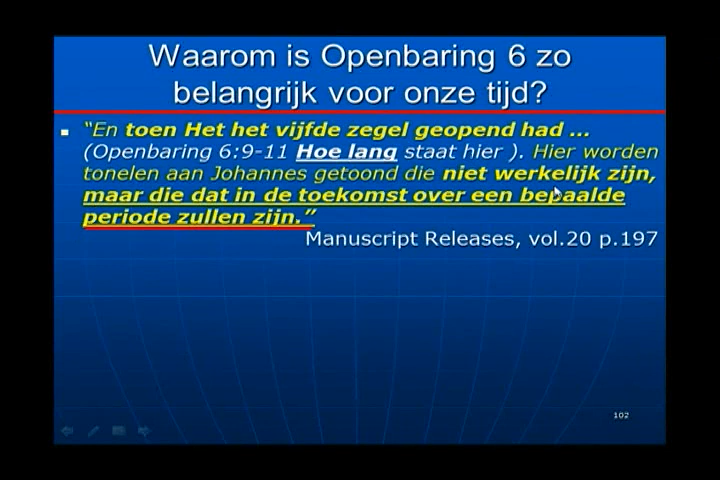 Waarom is Openbaring 6 zo
belangrijk voor onze tijd?
“En toen Het het vijfde zegel geopend had ...
(Openbaring 6:9-11 Hoe lang staat hier ). Hier worden
tonelen aan Johannes getoond die niet werkelijk zijn,
maar die dat in de toekomst over een bepaalde
periode zullen zijn.”
Manuscript Releases, vol.20 p.197
102